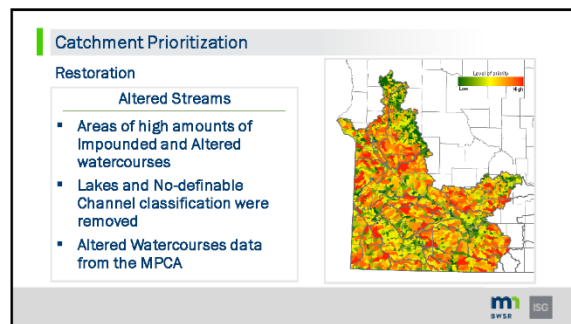 Catchment Prioritization
Restoration
Altered Streams
▪ Areas of high amounts of
Impounded and Altered
watercourses
▪ Lakes and No-definable
Channel classification were
removed
▪ Altered Watercourses data
from the MPCA
Level of priority
Low High
mn
BWSR
ISG